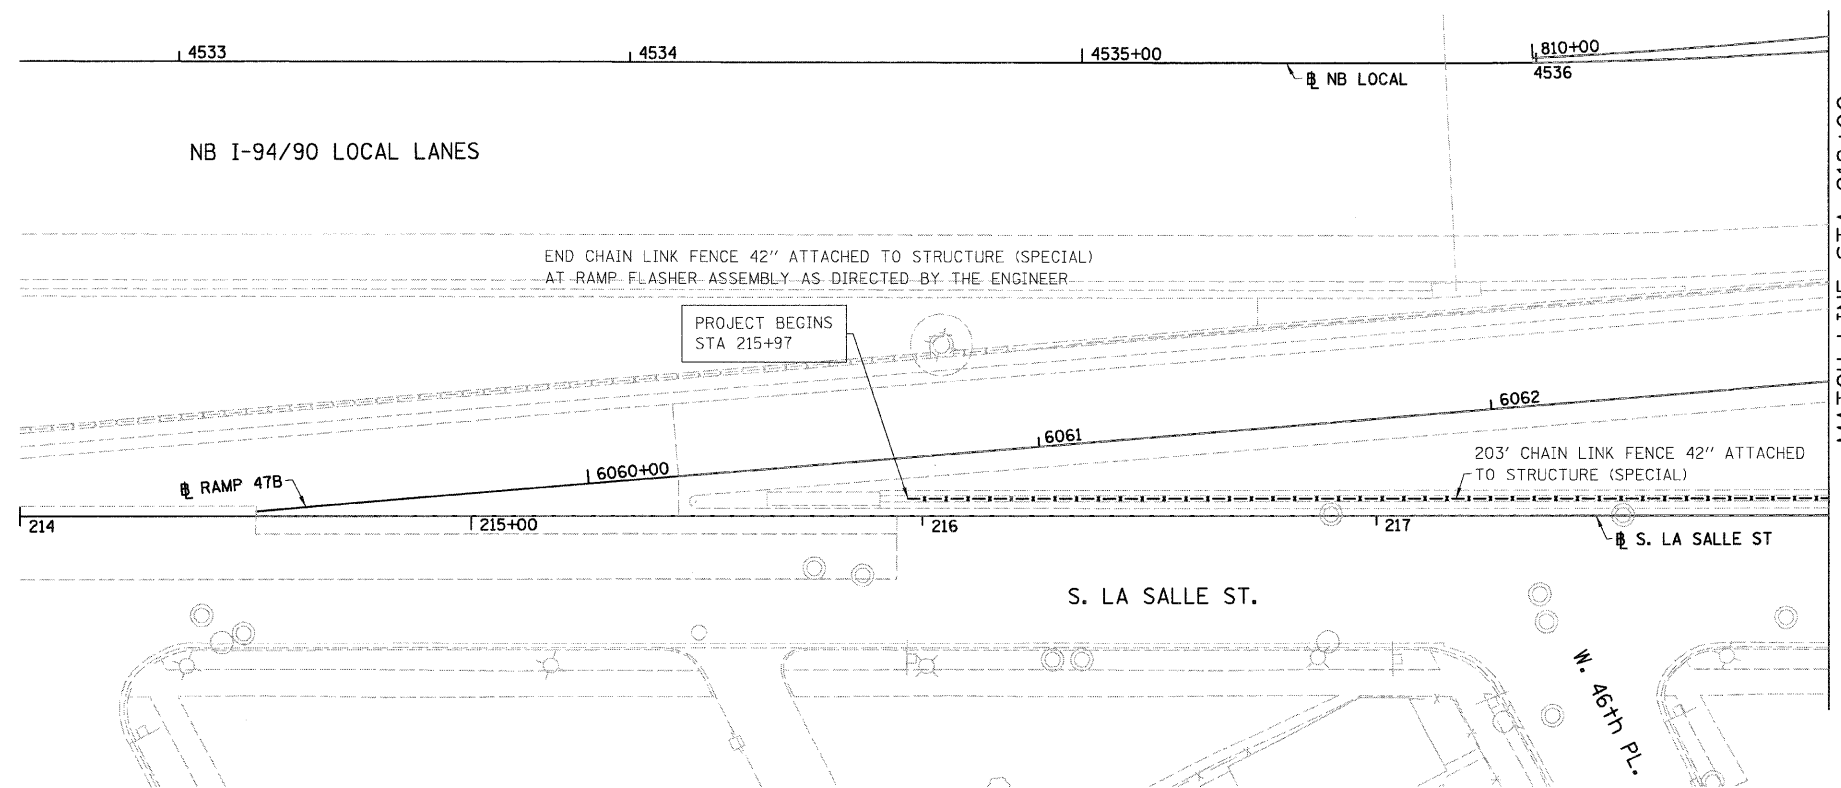 4533
4534
4535+00
810+00
4536
℄ NB LOCAL
NB I-94/90 LOCAL LANES
END CHAIN LINK FENCE 42" ATTACHED TO STRUCTURE (SPECIAL)
AT RAMP FLASHER ASSEMBLY AS DIRECTED BY THE ENGINEER
PROJECT BEGINS
STA 215+97
6062
6061
6060+00
203' CHAIN LINK FENCE 42" ATTACHED
TO STRUCTURE (SPECIAL)
℄ RAMP 47B
214
215+00
216
217
℄ S. LA SALLE ST
S. LA SALLE ST.
W. 46th PL.